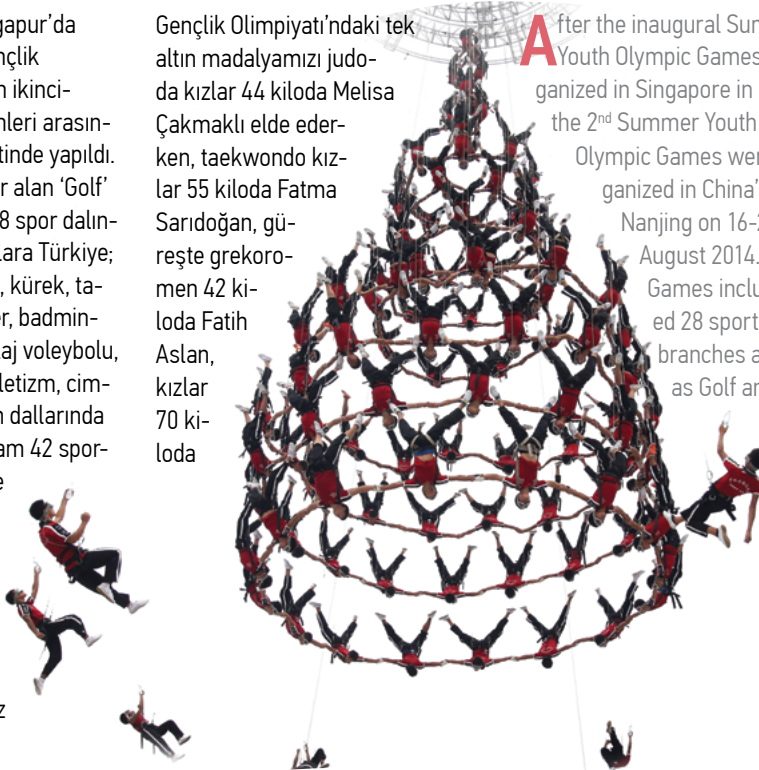 gapur’da
nçlik
n ikinci-
nleri arasın-
tinde yapıldı.
r alan ‘Golf’
8 spor dalın-
lara Türkiye;
, kürek, ta-
r, badmin-
aj voleybolu,
letizm, cim-
n dallarında
am 42 spor-
e
z
Gençlik Olimpiyatı’ndaki tek
altın madalyamızı judo-
da kızlar 44 kiloda Melisa
Çakmaklı elde eder-
ken, taekwondo kız-
lar 55 kiloda Fatma
Sarıdoğan, gü-
reşte grekoro-
men 42 ki-
loda Fatih
Aslan,
kızlar
70 ki-
loda
After the inaugural Sum
Youth Olympic Games
ganized in Singapore in
the 2nd Summer Youth
Olympic Games wer
ganized in China’
Nanjing on 16-2
August 2014.
Games inclu
ed 28 sport
branches a
as Golf an